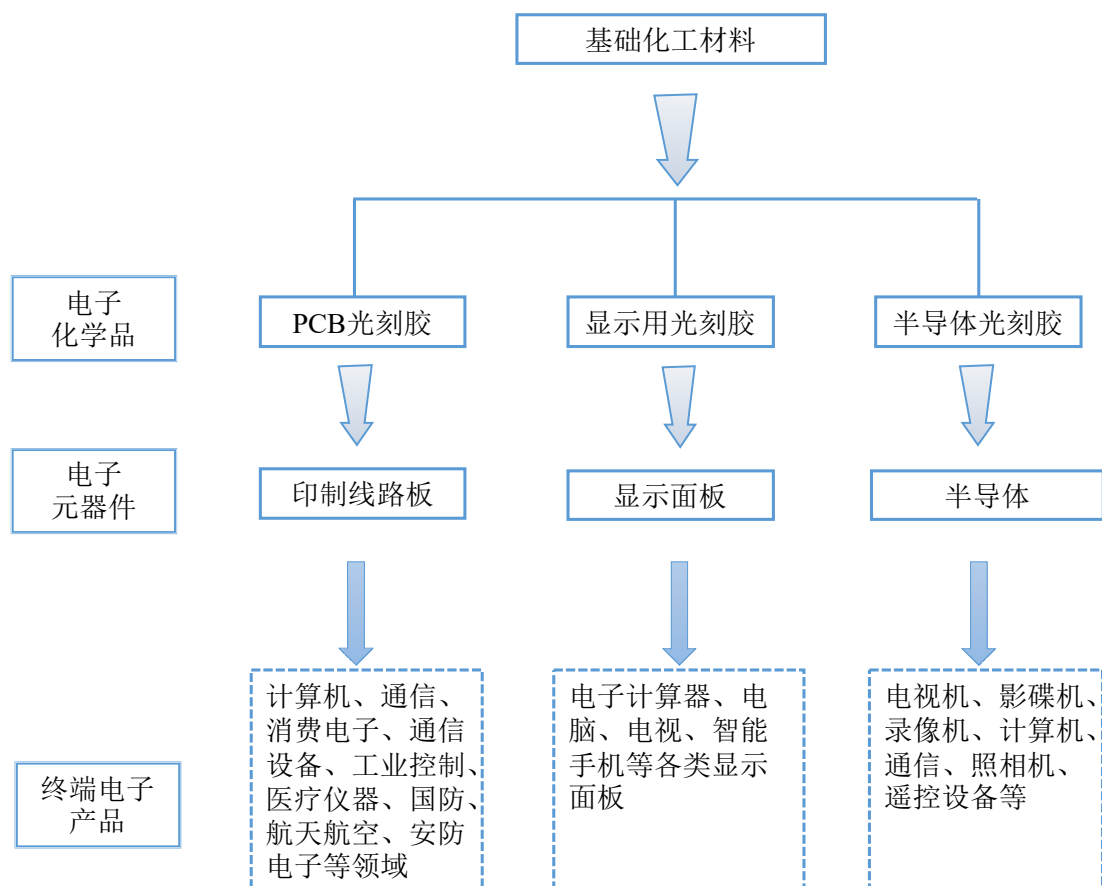 基础化工材料
电子
化学品
PCB光刻胶
显示用光刻胶
半导体光刻胶
电子
元器件
印制线路板
显示面板
半导体
终端电子
产品
计算机、通信、
消费电子、通信
设备、工业控制、
医疗仪器、国防、
航天航空、安防
电子等领域
电子计算器、电
脑、电视、智能
手机等各类显示
面板
电视机、影碟机、
录像机、计算机、
通信、照相机、
遥控设备等